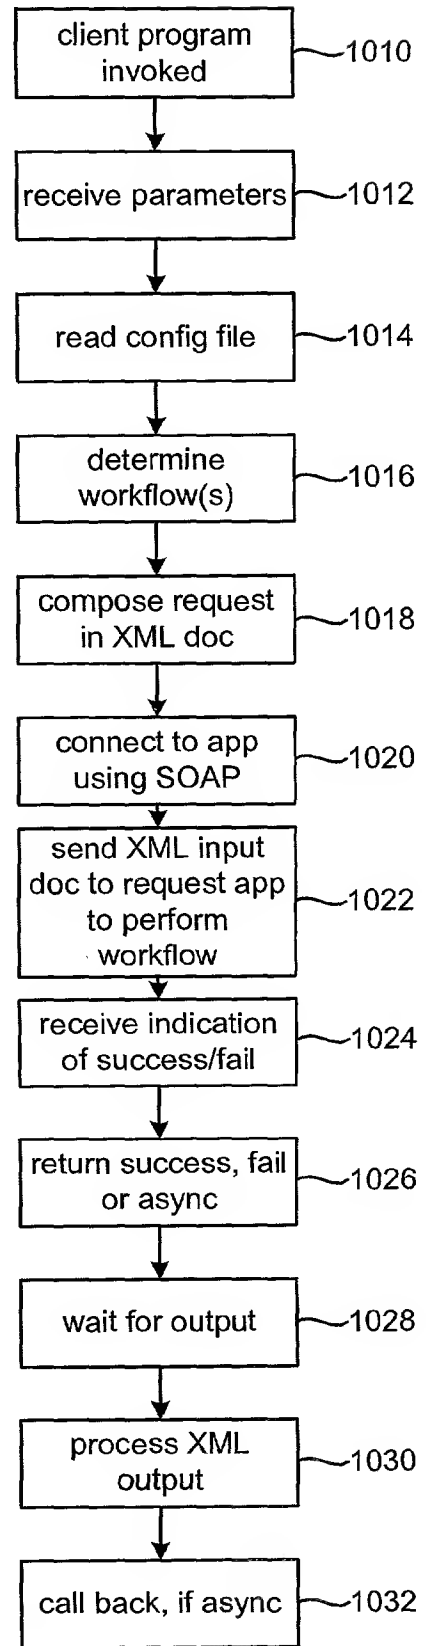 client program
invoked
1010
receive parameters
1012
read config file
1014
determine
workflow(s)
1016
compose request
in XML doc
1018
connect to app
using SOAP
1020
send XML input
doc to request app
to perform
workflow
1022
receive indication
of success/fail
1024
return success, fail
or async
1026
wait for output
1028
process XML
output
1030
call back, if async
1032